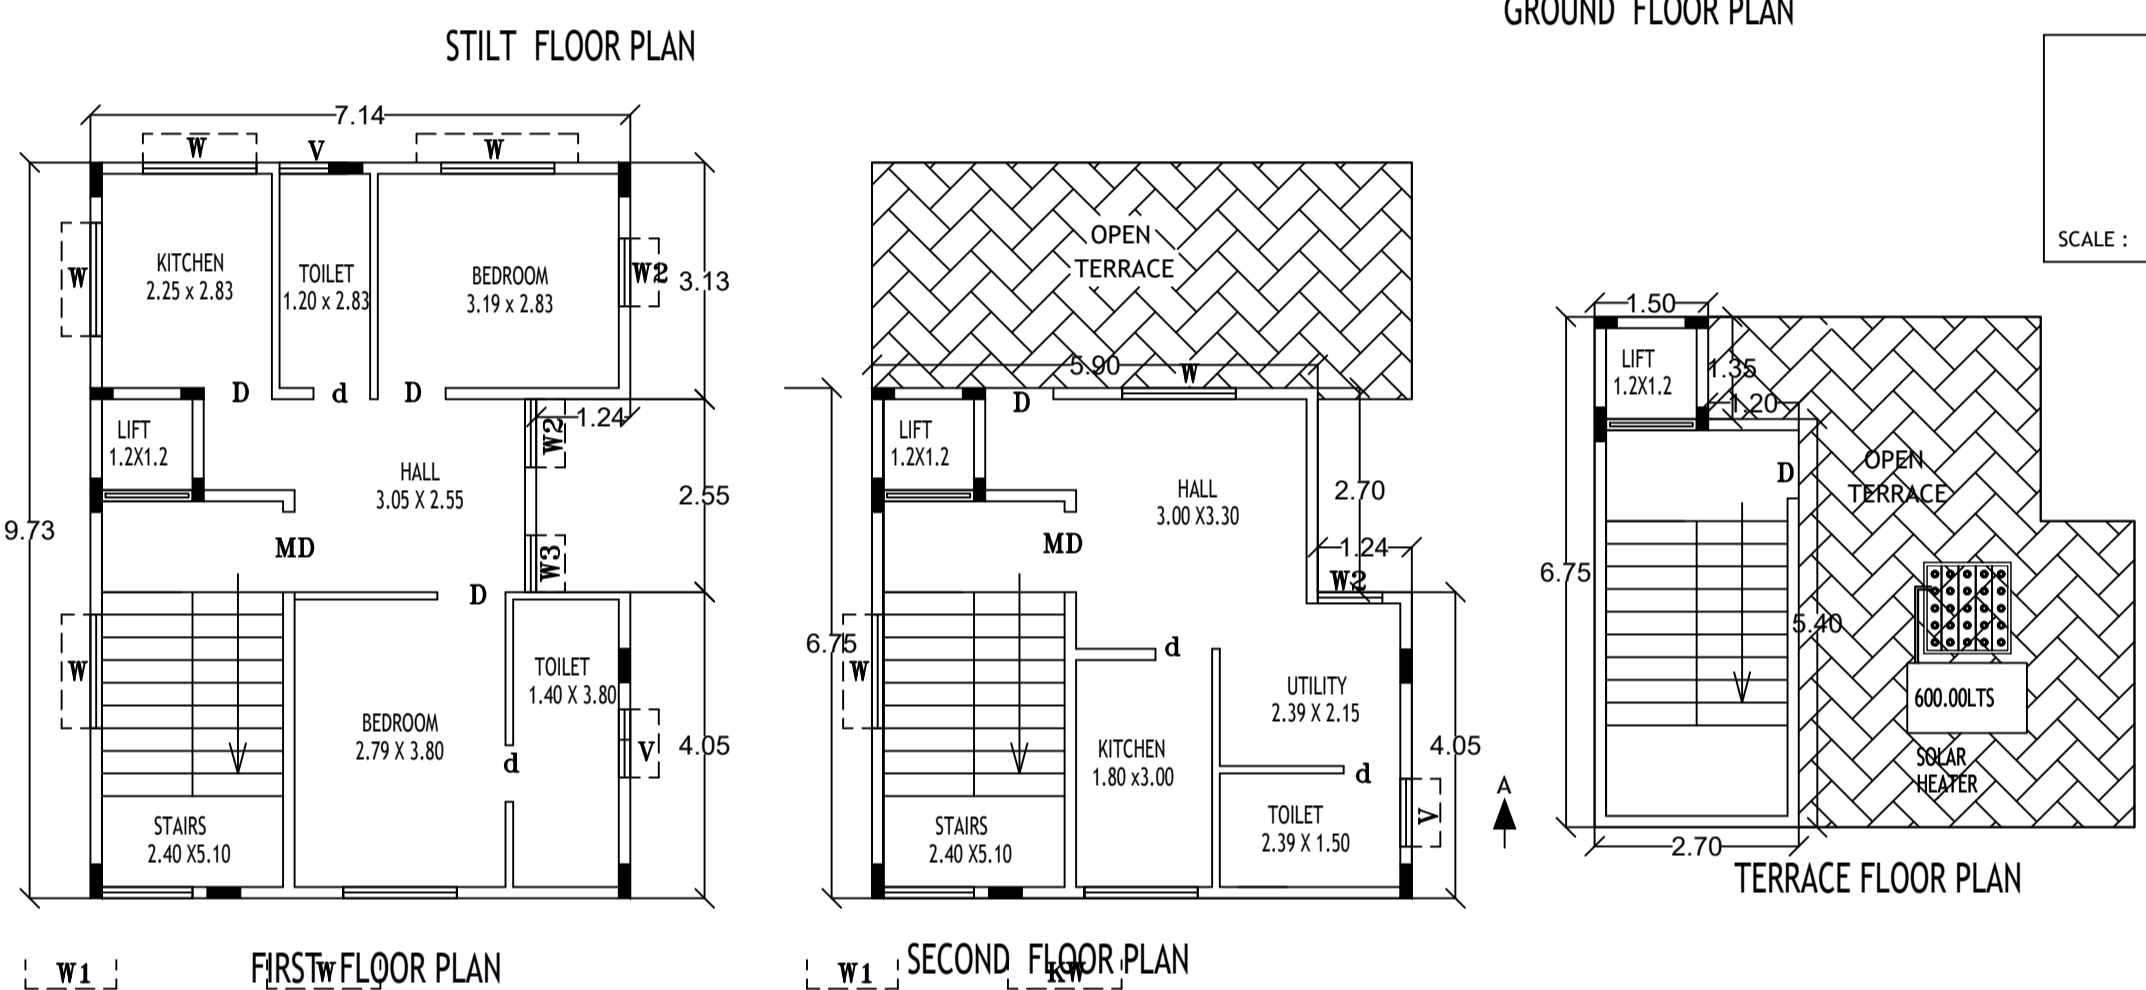 GROUND FLOOR PLAN
STILT FLOOR PLAN
SCALE :
7.14
W
V
W
W
KITCHEN
2.25 x 2.83
TOILET
1.20 x 2.83
BEDROOM
3.19 x 2.83
W2
3.13
D
d
D
1.24
LIFT
1.2X1.2
HALL
3.05 X 2.55
W2
2.55
9.73
MD
W3
D
W
TOILET
1.40 X 3.80
BEDROOM
2.79 X 3.80
d
V
4.05
STAIRS
2.40 X5.10
FIRST FLOOR PLAN
W1
W
OPEN
TERRACE
5.90
W
D
LIFT
1.2X1.2
HALL
3.00 X3.30
2.70
MD
1.24
W2
6.75
W
d
UTILITY
2.39 X 2.15
KITCHEN
1.80 x3.00
d
4.05
TOILET
2.39 X 1.50
V
STAIRS
2.40 X5.10
SECOND FLOOR PLAN
W1
KW
A
1.50
LIFT
1.2X1.2
1.35
1.20
OPEN
TERRACE
D
6.75
5.40
600.00LTS
SOLAR
HEATER
2.70
TERRACE FLOOR PLAN